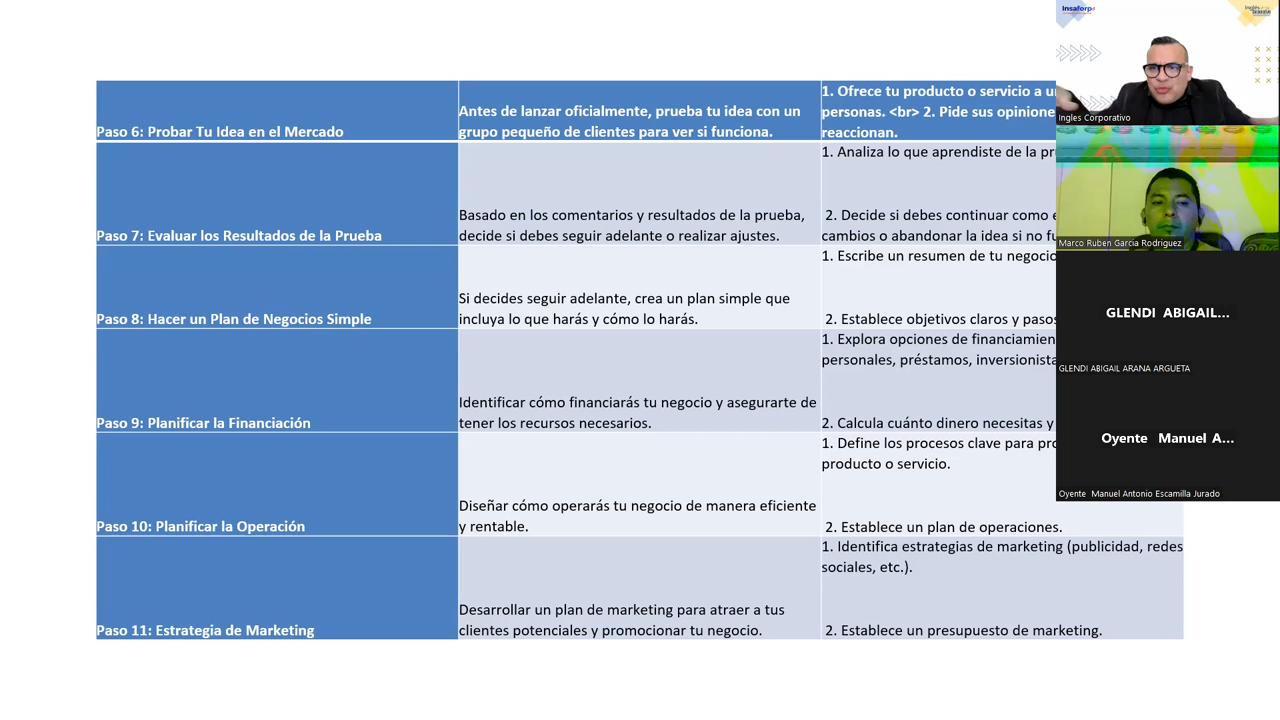 Paso 6: Probar Tu Idea en el Mercado
Antes de lanzar oficialmente, prueba tu idea con un
grupo pequeño de clientes para ver si funciona.
1. Ofrece tu producto o servicio a un
personas. <br> 2. Pide sus opinione
reaccionan.
Paso 7: Evaluar los Resultados de la Prueba
Basado en los comentarios y resultados de la prueba,
decide si debes seguir adelante o realizar ajustes.
1. Analiza lo que aprendiste de la pr
2. Decide si debes continuar como e
cambios o abandonar la idea si no fu
Paso 8: Hacer un Plan de Negocios Simple
Si decides seguir adelante, crea un plan simple que
incluya lo que harás y cómo lo harás.
1. Escribe un resumen de tu negocio
2. Establece objetivos claros y pasos
Paso 9: Planificar la Financiación
Identificar cómo financiarás tu negocio y asegurarte de
tener los recursos necesarios.
1. Explora opciones de financiamien
personales, préstamos, inversionista
2. Calcula cuánto dinero necesitas y
Paso 10: Planificar la Operación
Diseñar cómo operarás tu negocio de manera eficiente
y rentable.
1. Define los procesos clave para pro
producto o servicio.
2. Establece un plan de operaciones.
Paso 11: Estrategia de Marketing
Desarrollar un plan de marketing para atraer a tus
clientes potenciales y promocionar tu negocio.
1. Identifica estrategias de marketing (publicidad, redes
sociales, etc.).
2. Establece un presupuesto de marketing.
Insaforp
Ingles Corporativo
Marco Ruben Garcia Rodriguez
GLENDI ABIGAIL...
GLENDI ABIGAIL ARANA ARGUETA
Oyente Manuel A...
Oyente Manuel Antonio Escamilla Jurado